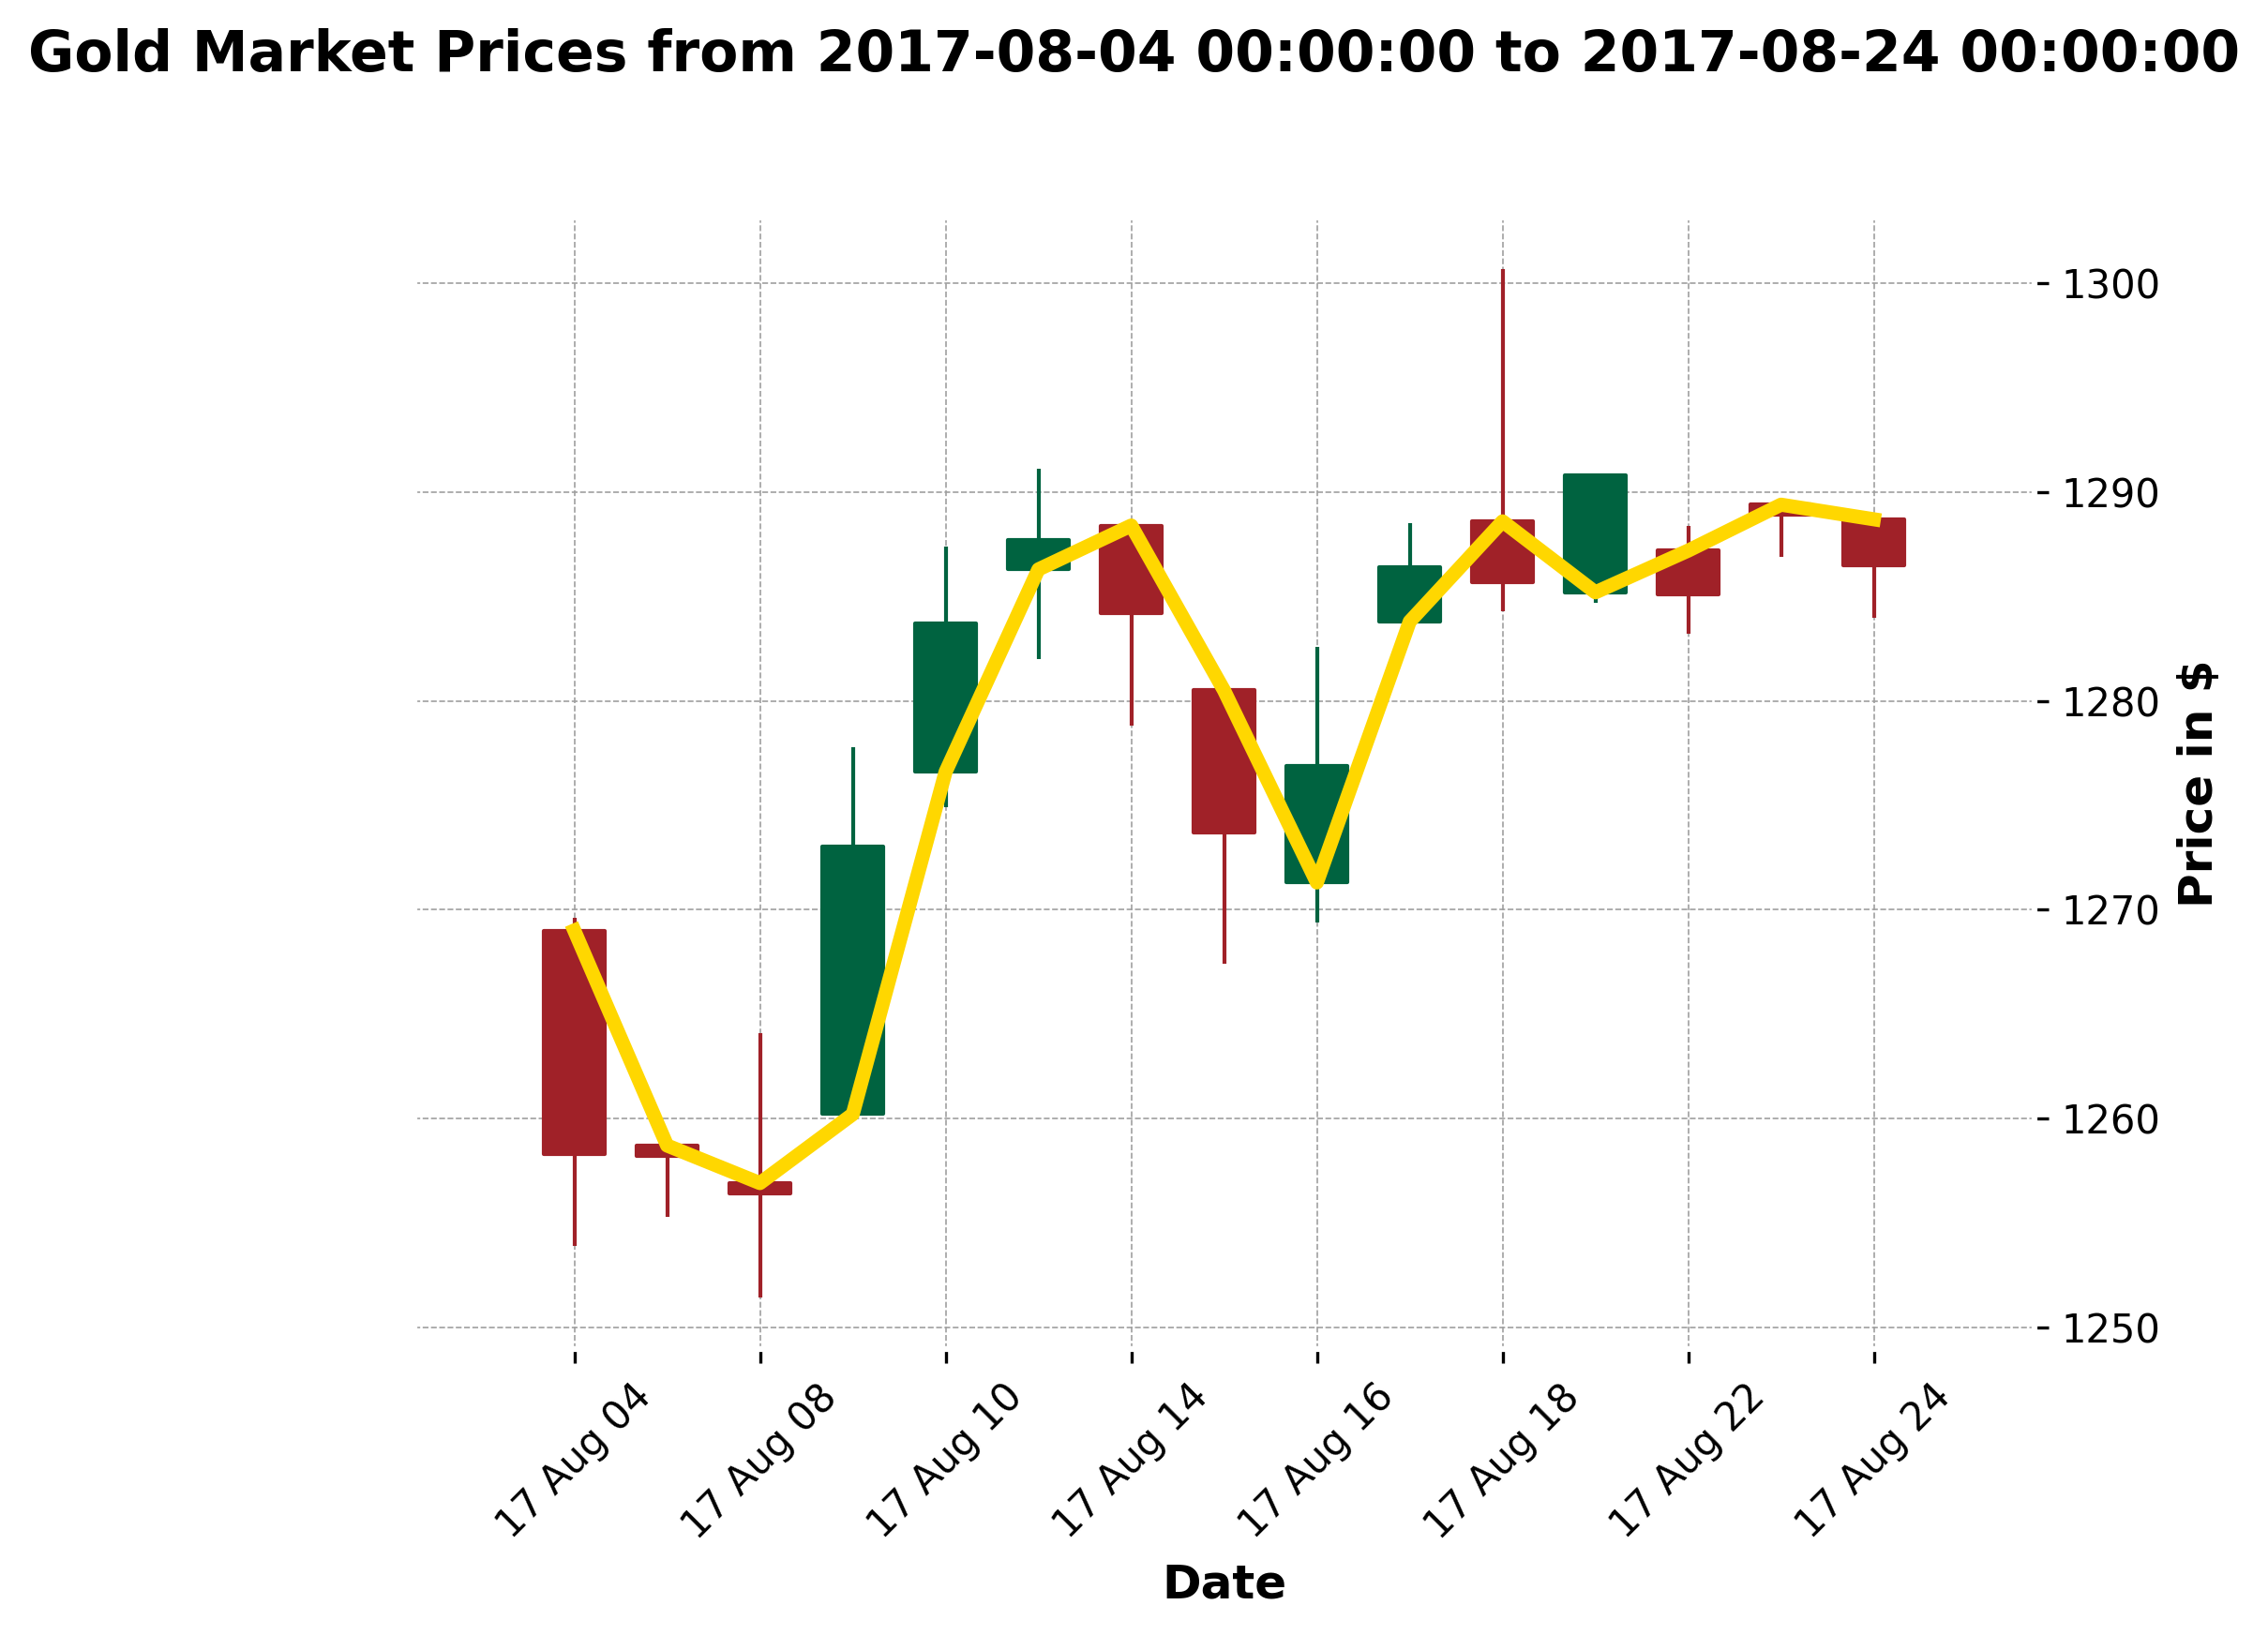 Gold Market Prices from 2017-08-04 00:00:00 to 2017-08-24 00:00:00
1300
1290
1280
1270
1260
1250
Price in $
17 Aug 04
17 Aug 08
17 Aug 10
17 Aug 14
17 Aug 16
17 Aug 18
17 Aug 22
17 Aug 24
Date